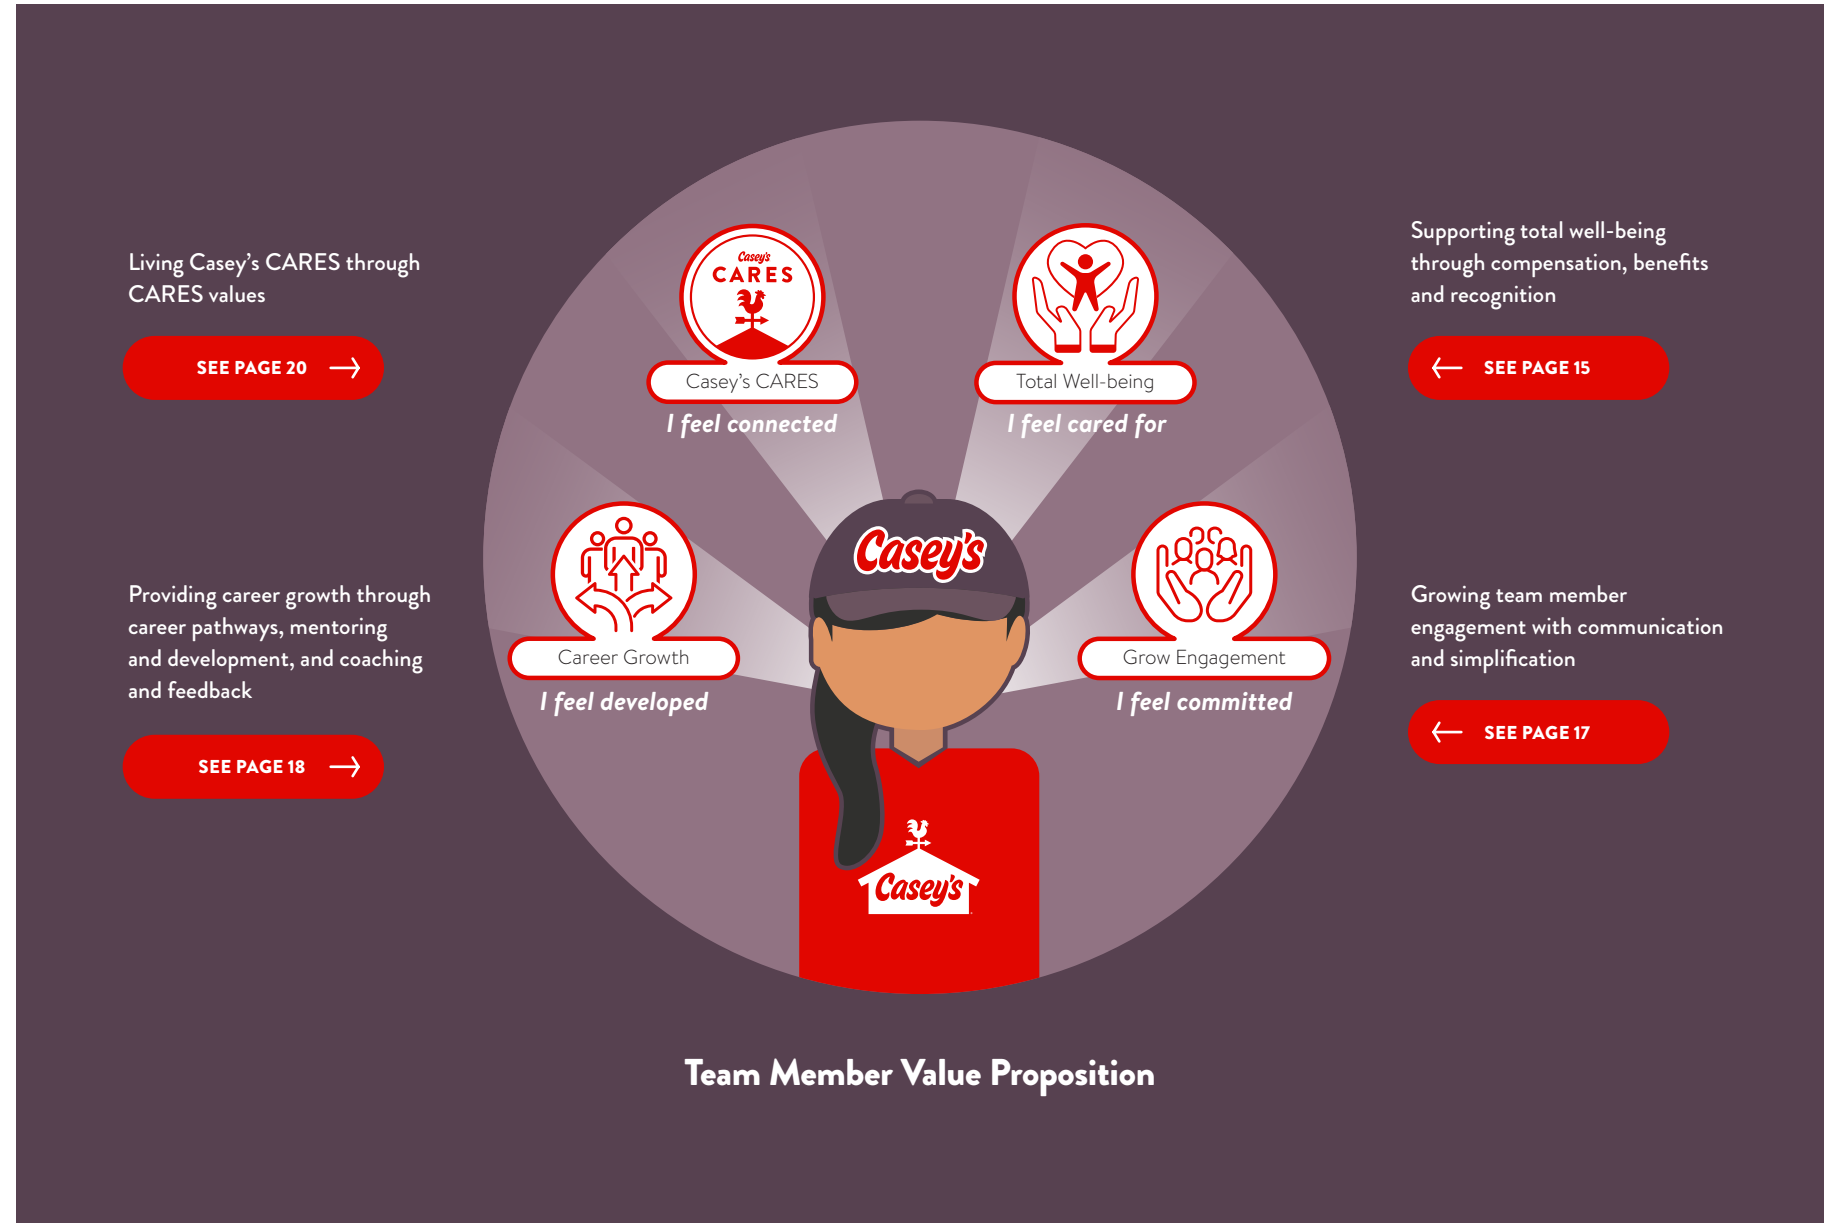 Living Casey's CARES through
CARES values
SEE PAGE 20
Providing career growth through
career pathways, mentoring
and development, and coaching
and feedback
SEE PAGE 18
Casey's
CARES
Casey's CARES
I feel connected
Total Well-being
I feel cared for
Career Growth
I feel developed
Grow Engagement
I feel committed
Casey's
Casey's
Supporting total well-being
through compensation, benefits
and recognition
SEE PAGE 15
Growing team member
engagement with communication
and simplification
SEE PAGE 17
Team Member Value Proposition